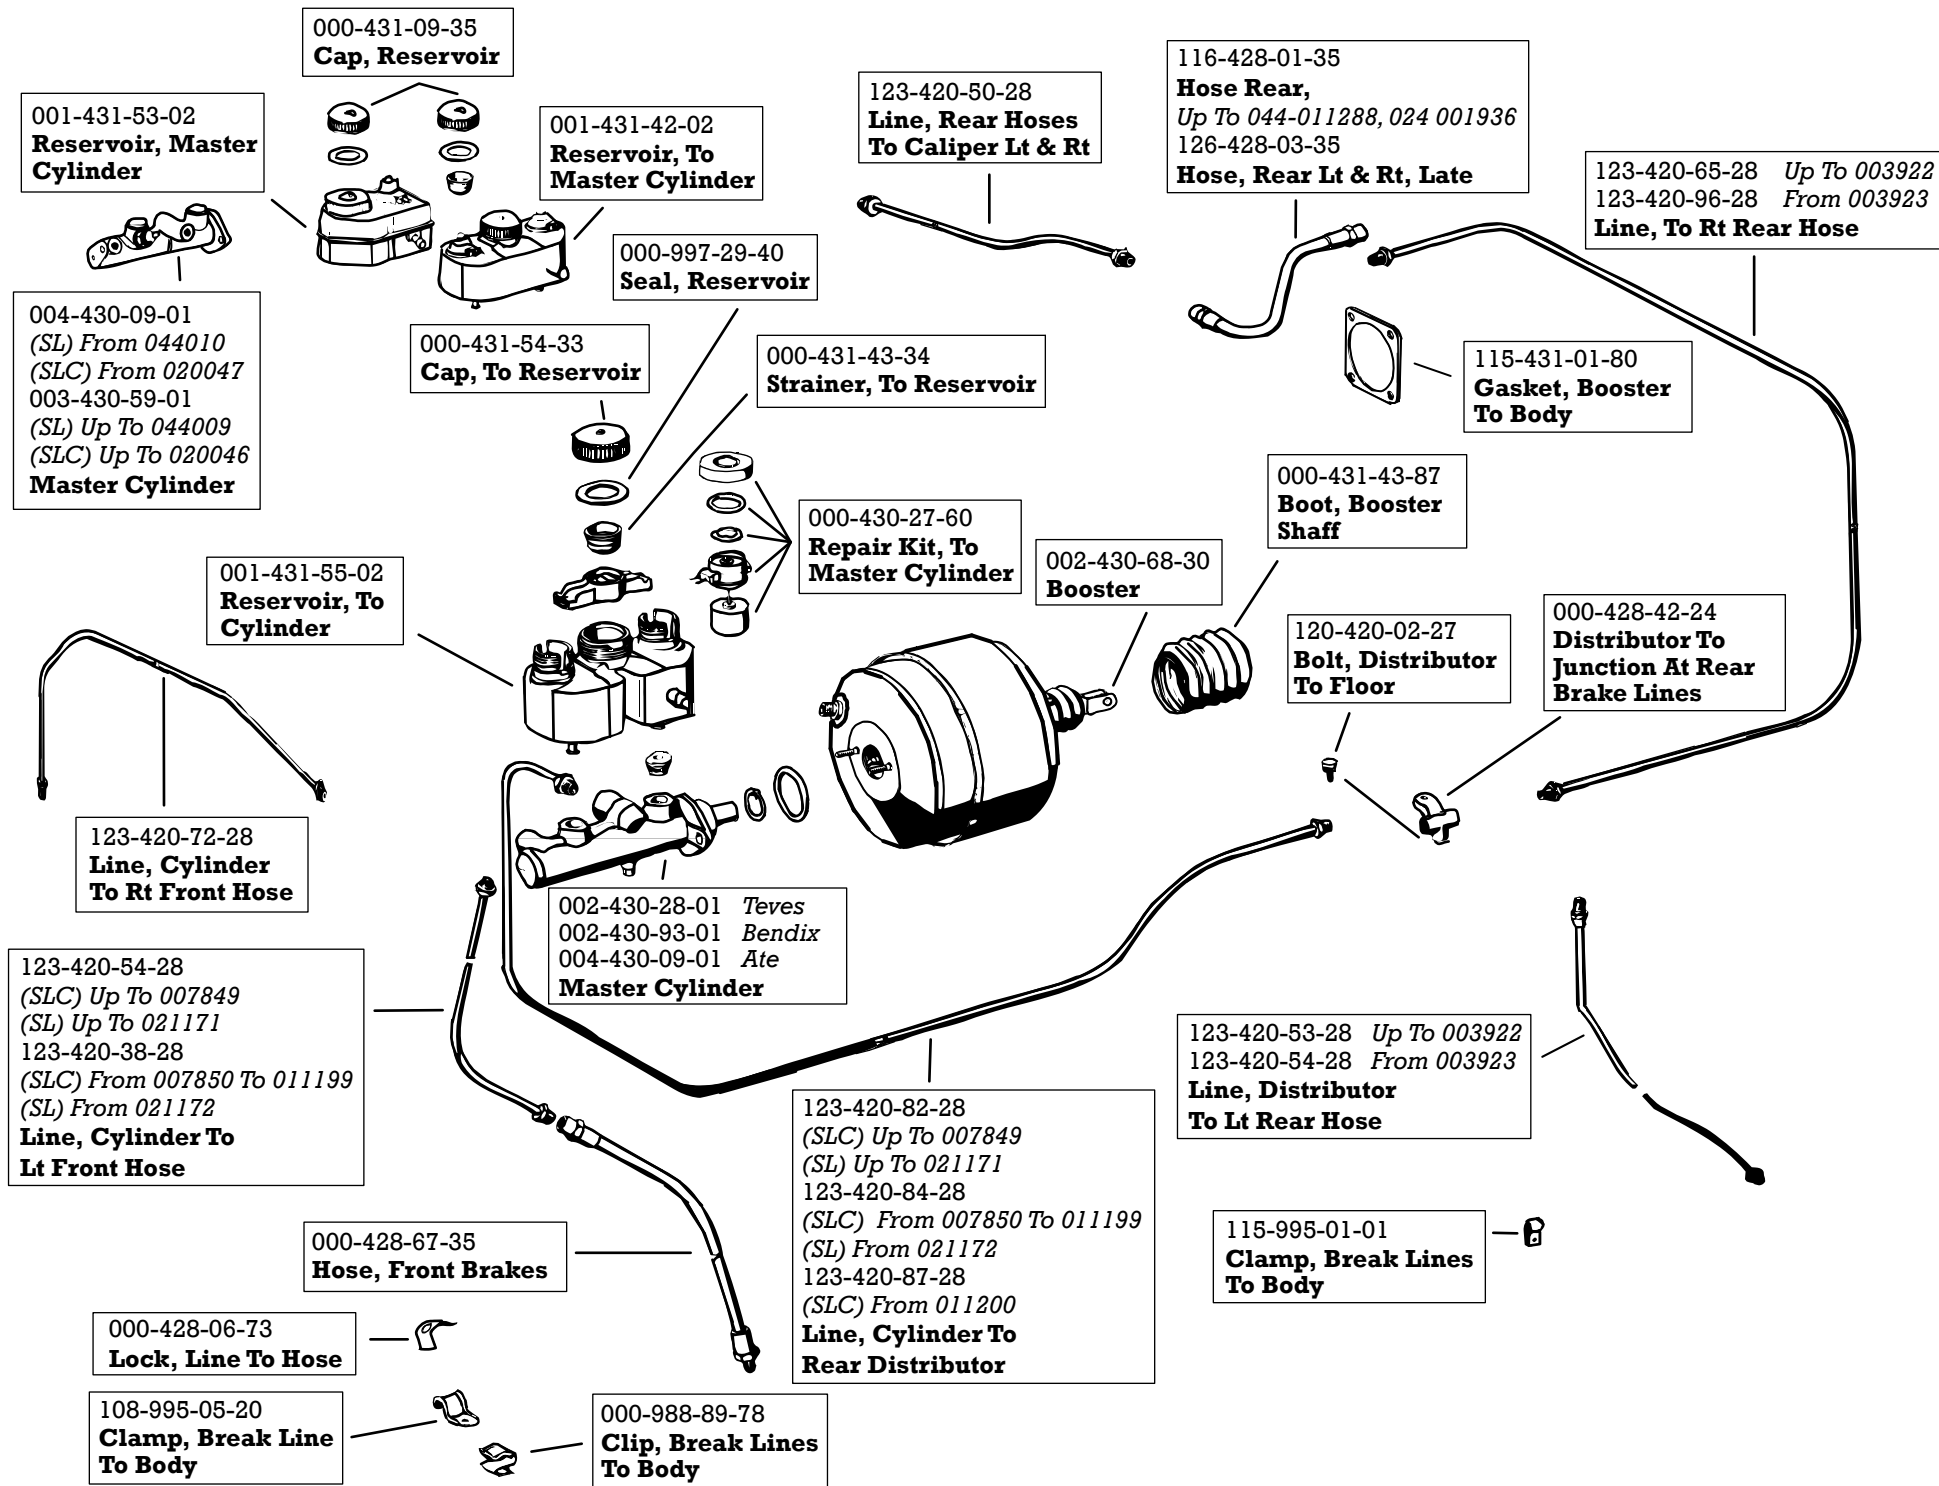 000-431-09-35
Cap, Reservoir
001-431-53-02
Reservoir, Master
Cylinder
001-431-42-02
Reservoir, To
Master Cylinder
123-420-50-28
Line, Rear Hoses
To Caliper Lt & Rt
116-428-01-35
Hose Rear,
Up To 044-011288, 024 001936
126-428-03-35
Hose, Rear Lt & Rt, Late
123-420-65-28 Up To 003922
123-420-96-28 From 003923
Line, To Rt Rear Hose
000-997-29-40
Seal, Reservoir
004-430-09-01
(SL) From 044010
(SLC) From 020047
003-430-59-01
(SL) Up To 044009
(SLC) Up To 020046
Master Cylinder
000-431-54-33
Cap, To Reservoir
000-431-43-34
Strainer, To Reservoir
115-431-01-80
Gasket, Booster
To Body
000-431-43-87
Boot, Booster
Shaff
000-430-27-60
Repair Kit, To
Master Cylinder
002-430-68-30
Booster
001-431-55-02
Reservoir, To
Cylinder
120-420-02-27
Bolt, Distributor
To Floor
000-428-42-24
Distributor To
Junction At Rear
Brake Lines
123-420-72-28
Line, Cylinder
To Rt Front Hose
002-430-28-01 Teves
002-430-93-01 Bendix
004-430-09-01 Ate
Master Cylinder
123-420-54-28
(SLC) Up To 007849
(SL) Up To 021171
123-420-38-28
(SLC) From 007850 To 011199
(SL) From 021172
Line, Cylinder To
Lt Front Hose
123-420-53-28 Up To 003922
123-420-54-28 From 003923
Line, Distributor
To Lt Rear Hose
123-420-82-28
(SLC) Up To 007849
(SL) Up To 021171
123-420-84-28
(SLC) From 007850 To 011199
(SL) From 021172
123-420-87-28
(SLC) From 011200
Line, Cylinder To
Rear Distributor
000-428-67-35
Hose, Front Brakes
115-995-01-01
Clamp, Break Lines
To Body
000-428-06-73
Lock, Line To Hose
108-995-05-20
Clamp, Break Line
To Body
000-988-89-78
Clip, Break Lines
To Body